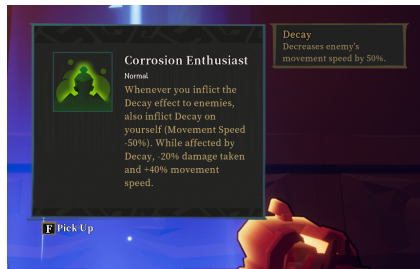 Corrosion Enthusiast
Normal
Whenever you inflict the
Decay effect to enemies,
also inflict Decay on
yourself (Movement Speed
-50%). While affected by
Decay, -20% damage taken
and +40% movement
speed.
Decay
Decreases enemy's
movement speed by 50%.
F Pick Up